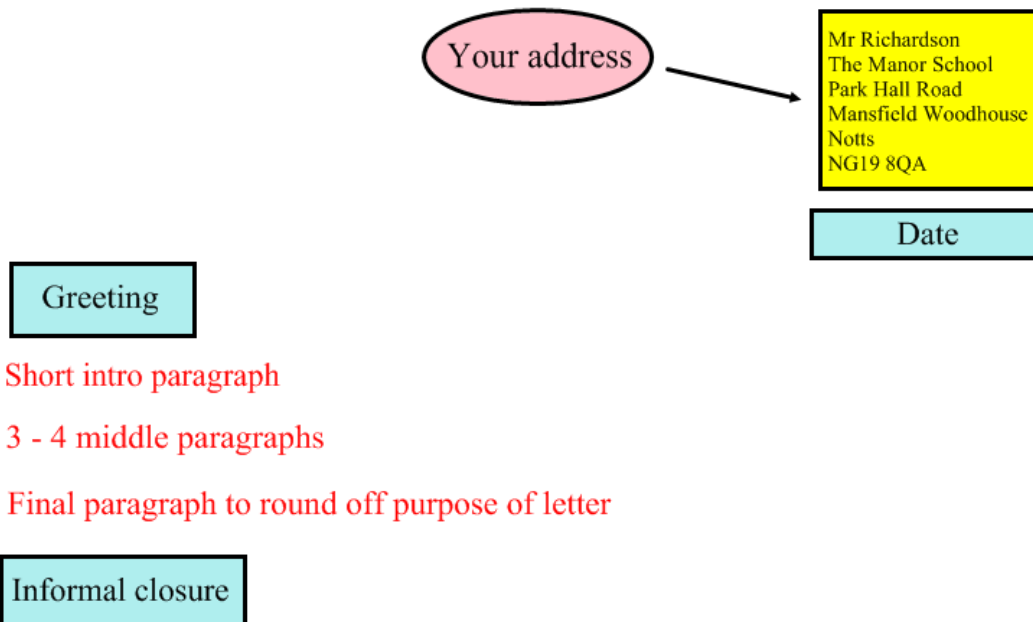 Your address
Mr Richardson
The Manor School
Park Hall Road
Mansfield Woodhouse
Notts
NG19 8QA
Date
Greeting
Short intro paragraph
3 - 4 middle paragraphs
Final paragraph to round off purpose of letter
Informal closure